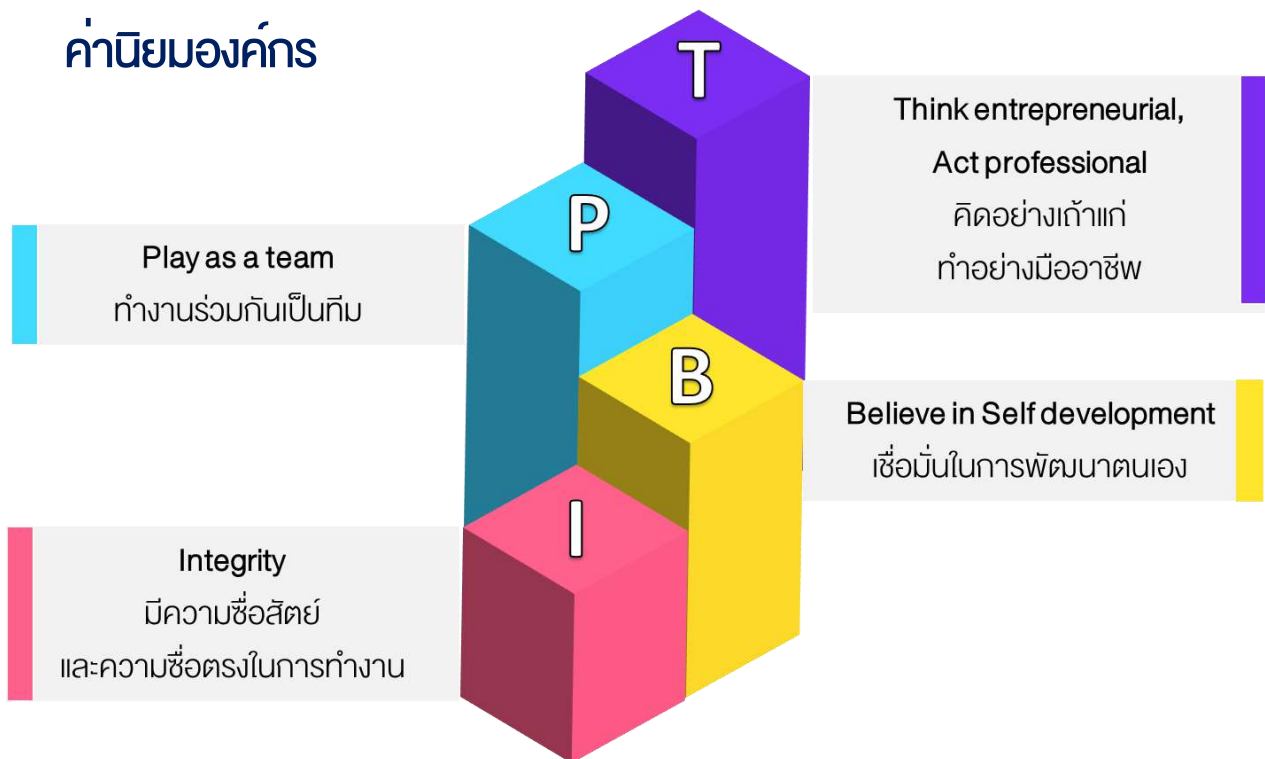 ค่านิยมองค์กร
T
Think entrepreneurial,
Act professional
คิดอย่างเถ้าแก่
ทำอย่างมืออาชีพ
P
Play as a team
ทำงานร่วมกันเป็นทีม
B
Believe in Self development
เชื่อมั่นในการพัฒนาตนเอง
I
Integrity
มีความซื่อสัตย์
และความซื่อตรงในการทำงาน